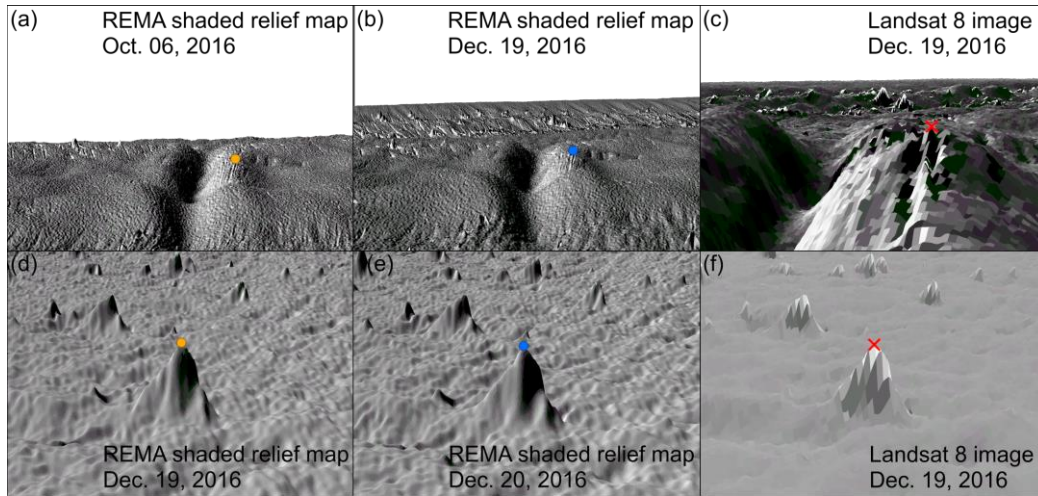 (a) REMA shaded relief map
Oct. 06, 2016
(b) REMA shaded relief map
Dec. 19, 2016
(c) Landsat 8 image
Dec. 19, 2016
(d)
REMA shaded relief map
Dec. 19, 2016
(e)
REMA shaded relief map
Dec. 20, 2016
(f)
Landsat 8 image
Dec. 19, 2016